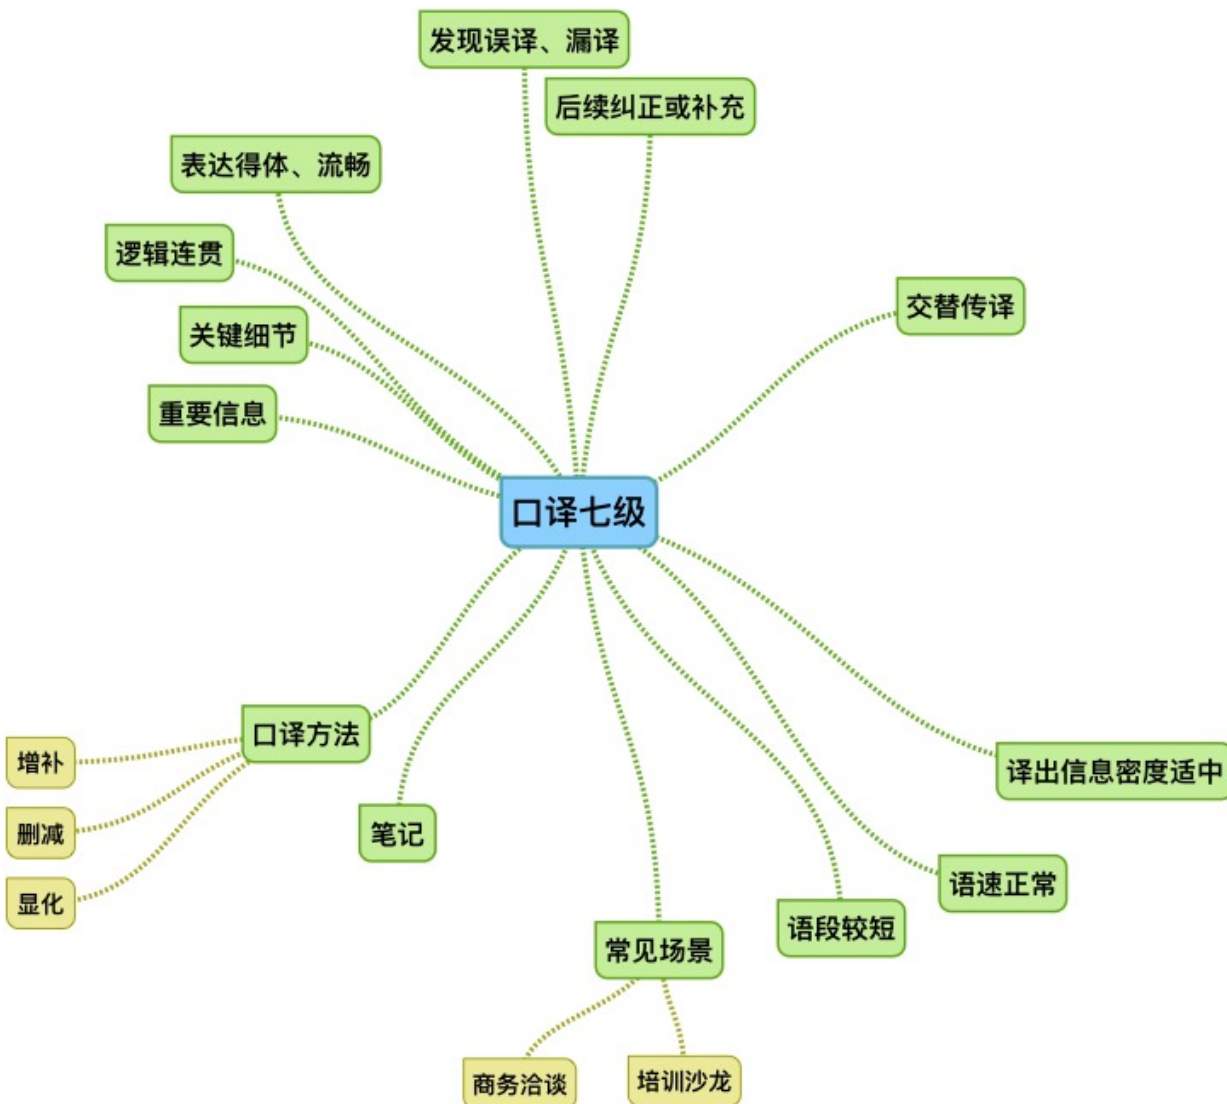 发现误译、漏译
后续纠正或补充
表达得体、流畅
逻辑连贯
交替传译
关键细节
重要信息
口译七级
口译方法
增补
译出信息密度适中
删减
笔记
语速正常
显化
语段较短
常见场景
商务洽谈
培训沙龙